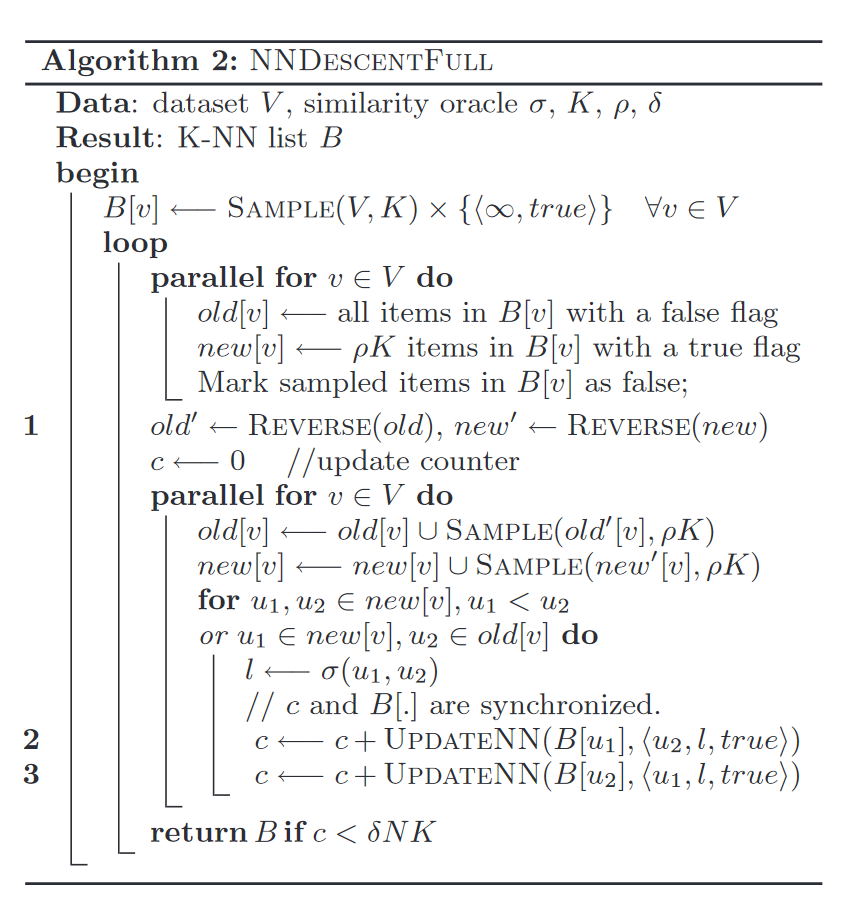 Algorithm 2: NNDescentFull
Data: dataset V, similarity oracle σ, K, ρ, δ
Result: K-NN list B
begin
B[v] ⟵ Sample(V, K) × {⟨∞, true⟩} ∀v ∈ V
loop
parallel for v ∈ V do
old[v] ⟵ all items in B[v] with a false flag
new[v] ⟵ ρK items in B[v] with a true flag
Mark sampled items in B[v] as false;
1 old′ ← Reverse(old), new′ ← Reverse(new)
c ⟵ 0 //update counter
parallel for v ∈ V do
old[v] ⟵ old[v] ∪ Sample(old′[v], ρK)
new[v] ⟵ new[v] ∪ Sample(new′[v], ρK)
for u₁, u₂ ∈ new[v], u₁ < u₂
or u₁ ∈ new[v], u₂ ∈ old[v] do
l ⟵ σ(u₁, u₂)
// c and B[.] are synchronized.
2 c ⟵ c + UpdateNN(B[u₁], ⟨u₂, l, true⟩)
3 c ⟵ c + UpdateNN(B[u₂], ⟨u₁, l, true⟩)
return B if c < δNK